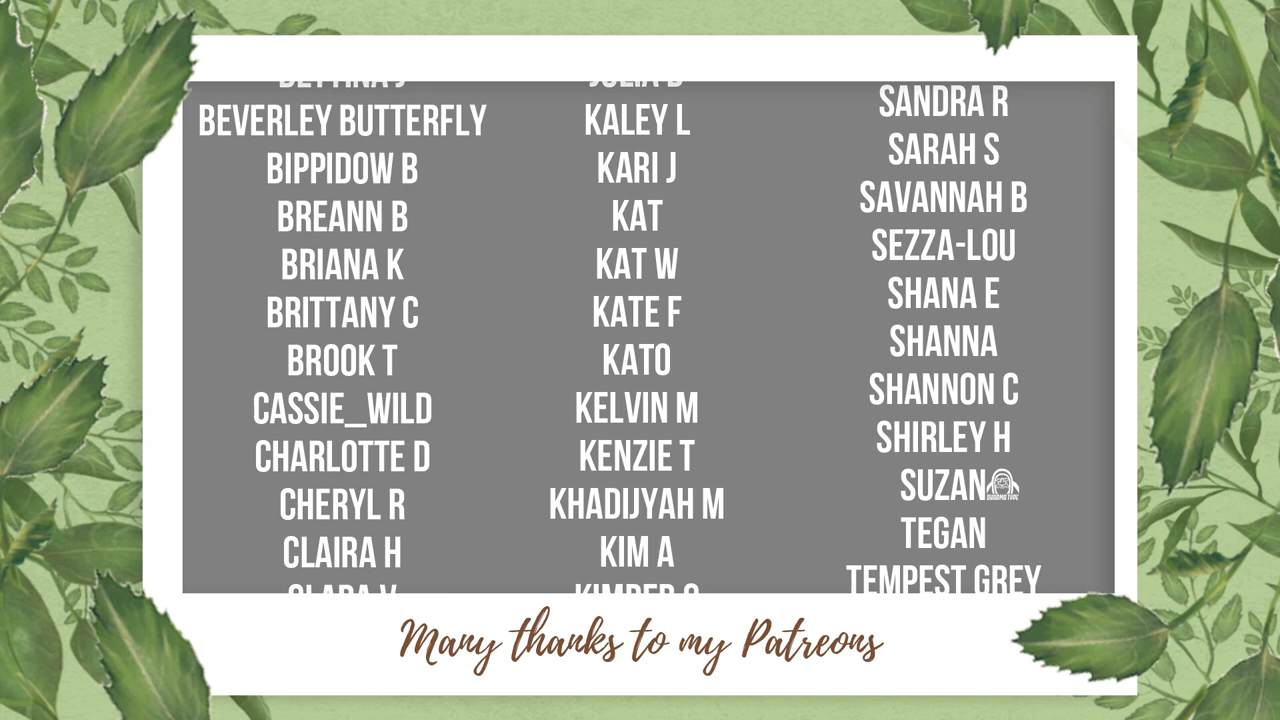 BEVERLEY BUTTERFLY
BIPPIDOW B
BREANN B
BRIANA K
BRITTANY C
BROOK T
CASSIE_WILD
CHARLOTTE D
CHERYL R
CLAIRA H
KALEY L
KARI J
KAT
KAT W
KATE F
KATO
KELVIN M
KENZIE T
KHADIJYAH M
KIM A
SANDRA R
SARAH S
SAVANNAH B
SEZZA-LOU
SHANA E
SHANNA
SHANNON C
SHIRLEY H
SUZAN
TEGAN
TEMPEST GREY
Many thanks to my Patreons